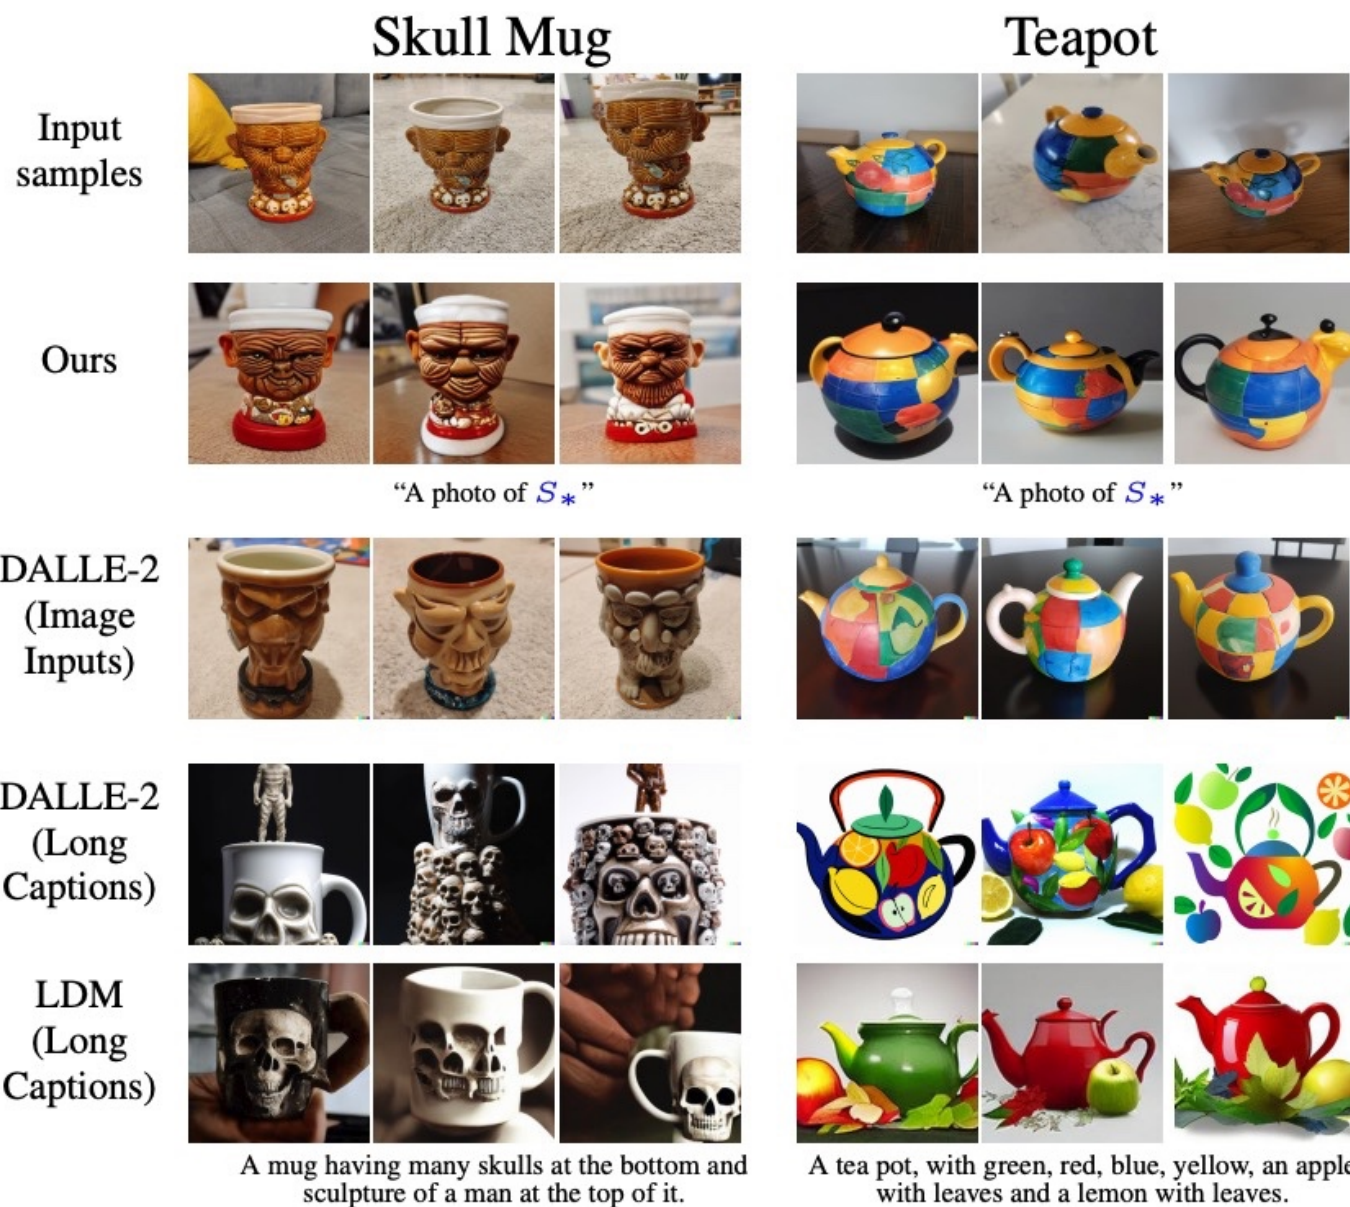 Skull Mug
Teapot
Input
samples
Ours
“A photo of S*”
“A photo of S*”
DALLE-2
(Image
Inputs)
DALLE-2
(Long
Captions)
LDM
(Long
Captions)
A mug having many skulls at the bottom and
sculpture of a man at the top of it.
A tea pot, with green, red, blue, yellow, an apple
with leaves and a lemon with leaves.